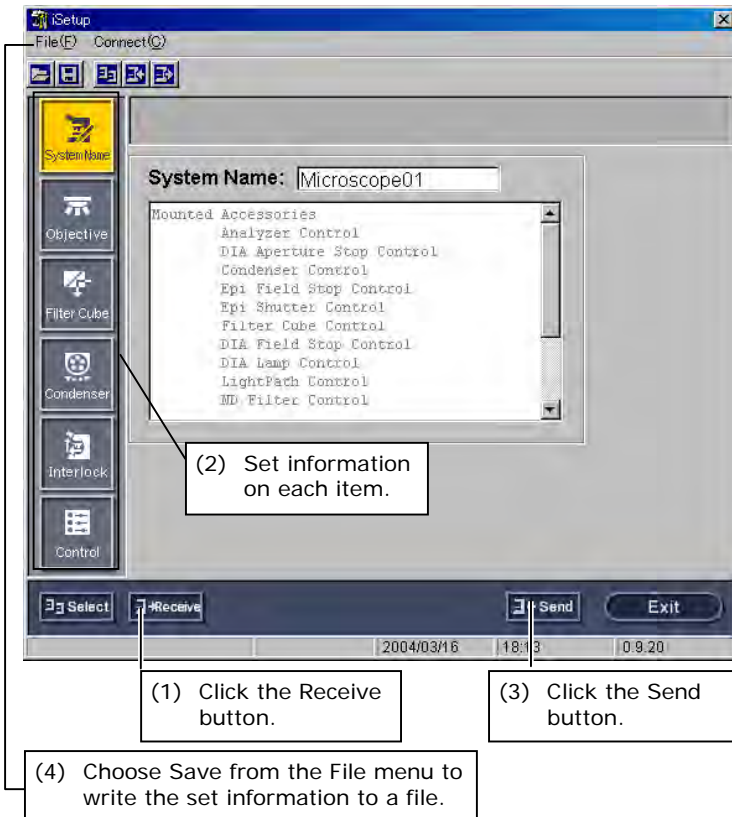 iSetup
File(F) Connect(C)
System Name
System Name: Microscope01
Objective
Mounted Accessories
Analyzer Control
DIA Aperture Stop Control
Condenser Control
Epi Field Stop Control
Epi Shutter Control
Filter Cube Control
DIA Field Stop Control
DIA Lamp Control
LightPath Control
ND Filter Control
Filter Cube
Condenser
Interlock
Control
(2) Set information
on each item.
Select Receive Send Exit
2004/03/16 18:13 0.9.20
(1) Click the Receive
button.
(3) Click the Send
button.
(4) Choose Save from the File menu to
write the set information to a file.